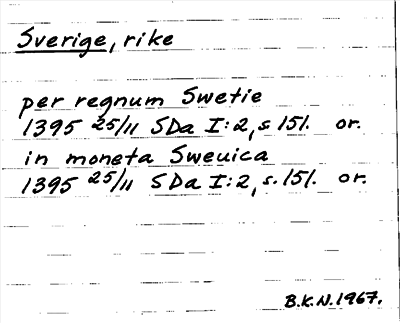 Sverige, rike
per regnum Swetie
1395 25/11 SDa I:2, s. 151. or.
in moneta Sweuica
1395 25/11 SDa I:2, s. 151. or.
B.K.N. 1967.